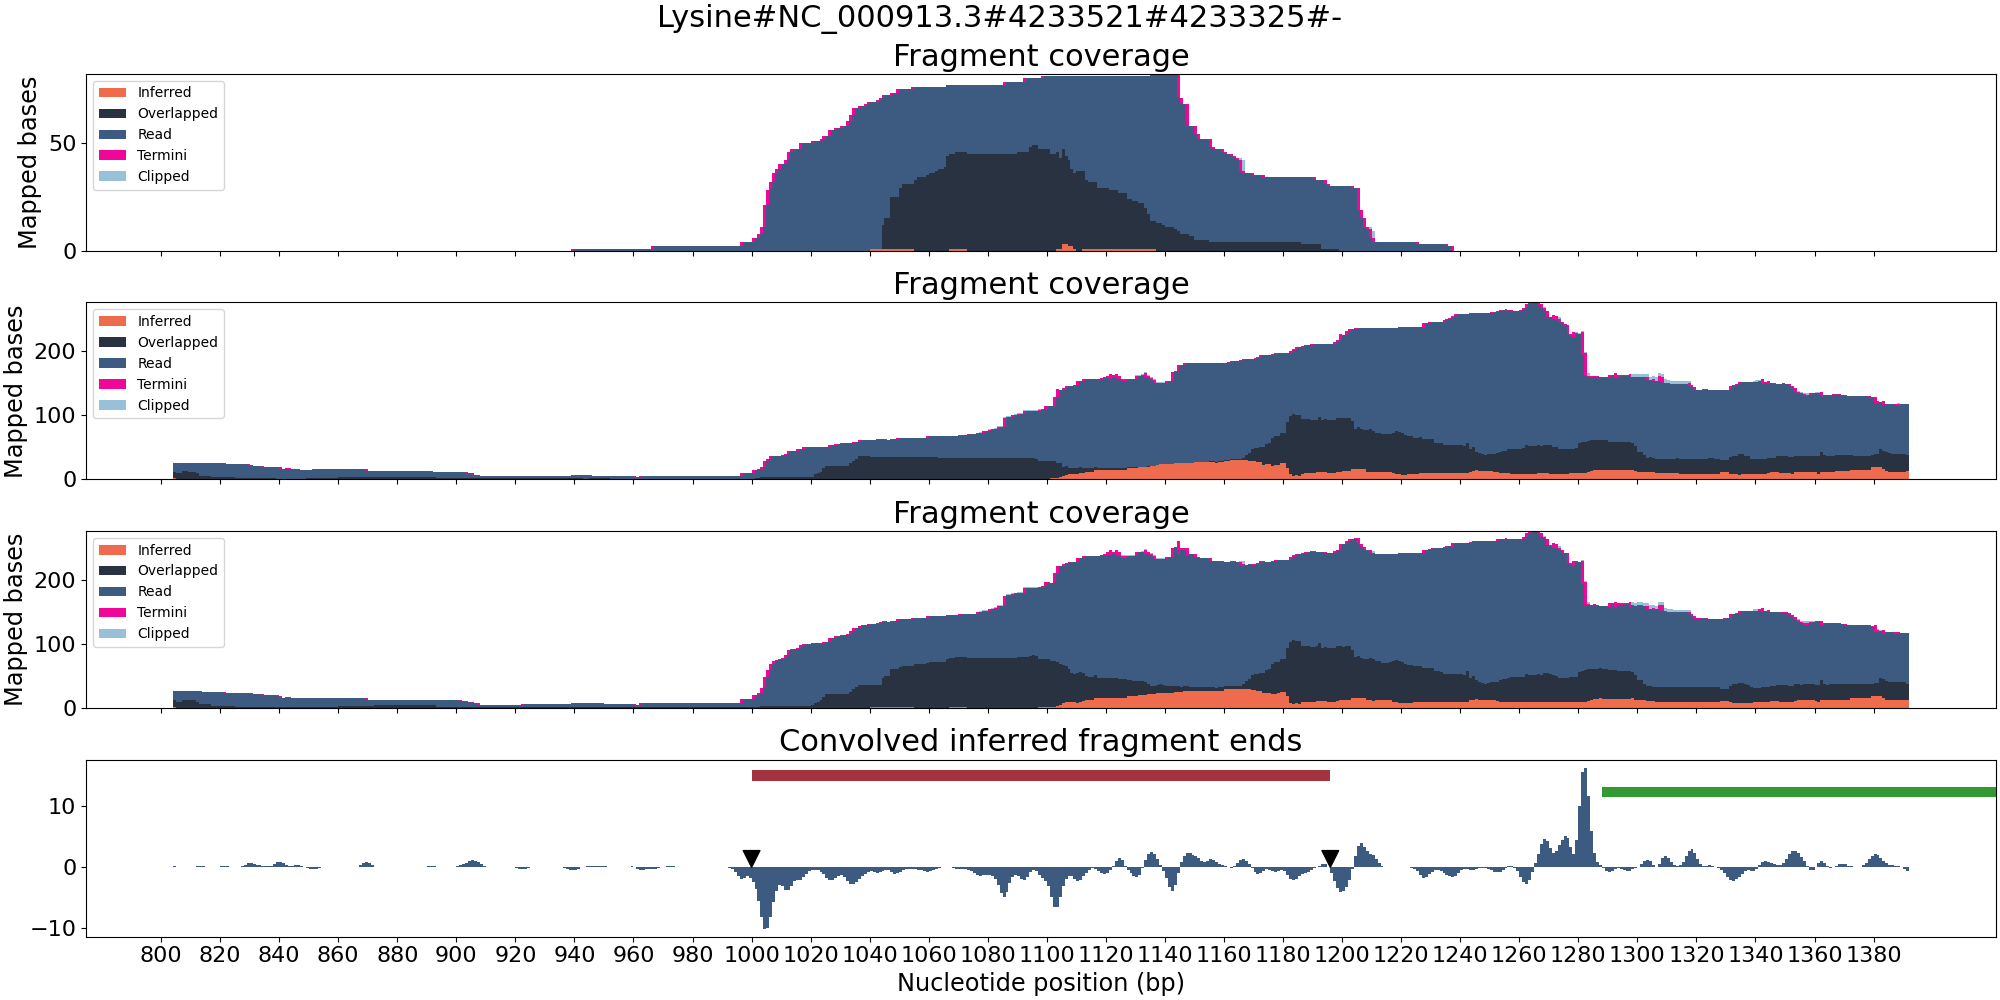 Lysine#NC_000913.3#4233521#4233325#-
Fragment coverage
Mapped bases
50
0
Inferred
Overlapped
Read
Termini
Clipped
Fragment coverage
Mapped bases
200
100
0
Inferred
Overlapped
Read
Termini
Clipped
Fragment coverage
Mapped bases
200
100
0
Inferred
Overlapped
Read
Termini
Clipped
Convolved inferred fragment ends
10
0
−10
800 820 840 860 880 900 920 940 960 980 1000 1020 1040 1060 1080 1100 1120 1140 1160 1180 1200 1220 1240 1260 1280 1300 1320 1340 1360 1380
Nucleotide position (bp)